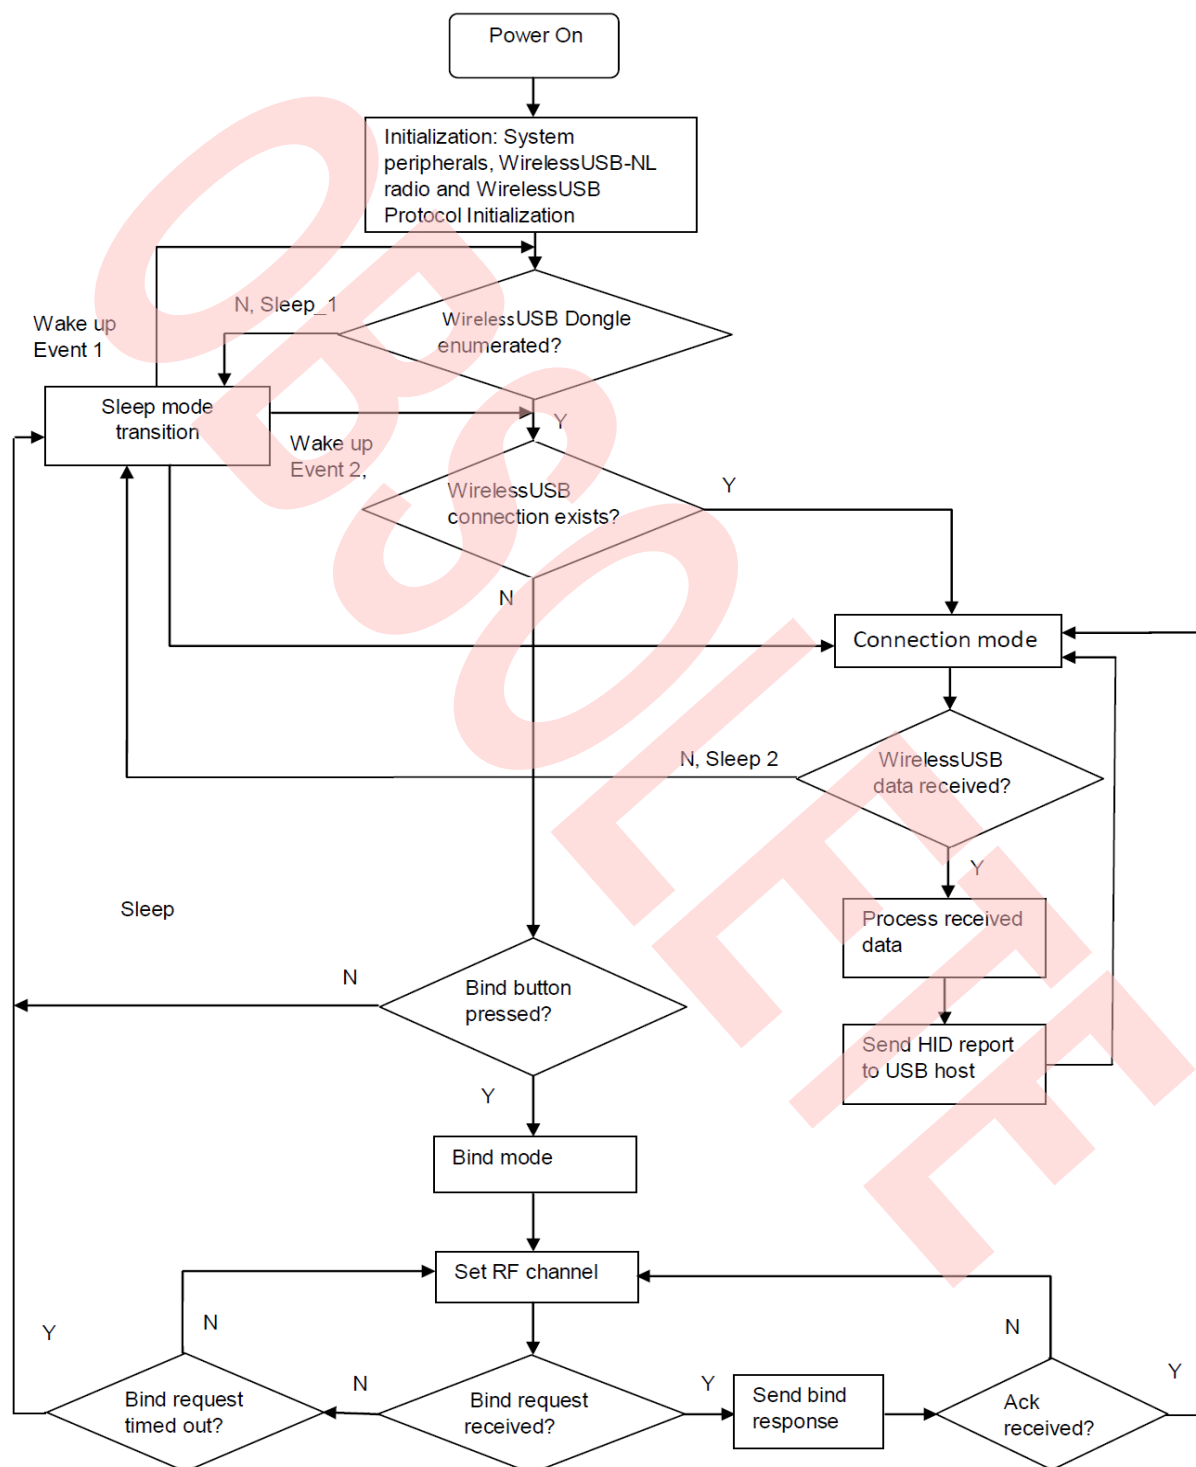 Power On
Initialization: System
peripherals, WirelessUSB-NL
radio and WirelessUSB
Protocol Initialization
N, Sleep_1
WirelessUSB Dongle
enumerated?
Wake up
Event 1
Sleep mode
transition
Y
Wake up
Event 2,
WirelessUSB
connection exists?
Y
N
Connection mode
N, Sleep 2
WirelessUSB
data received?
Y
Sleep
Process received
data
N
Bind button
pressed?
Send HID report
to USB host
Y
Bind mode
Set RF channel
N
N
Y
Y
Bind request
timed out?
N
Bind request
received?
Y
Send bind
response
Ack
received?
OBSOLETE